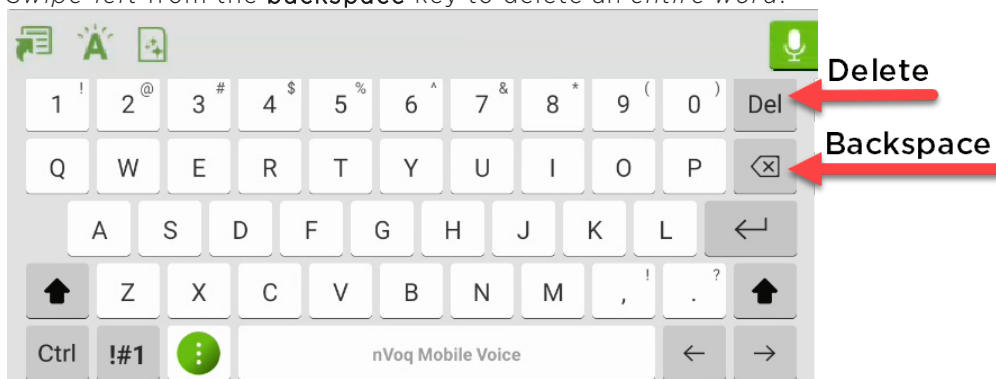 Swipe left from the backspace key to delete an entire word.
A
Delete
1 ! 2 @ 3 # 4 $ 5 % 6 ^ 7 & 8 * 9 ( 0 ) Del
Backspace
Q W E R T Y U I O P
A S D F G H J K L
Z X C V B N M , ! . ?
Ctrl !#1 nVoq Mobile Voice ← →